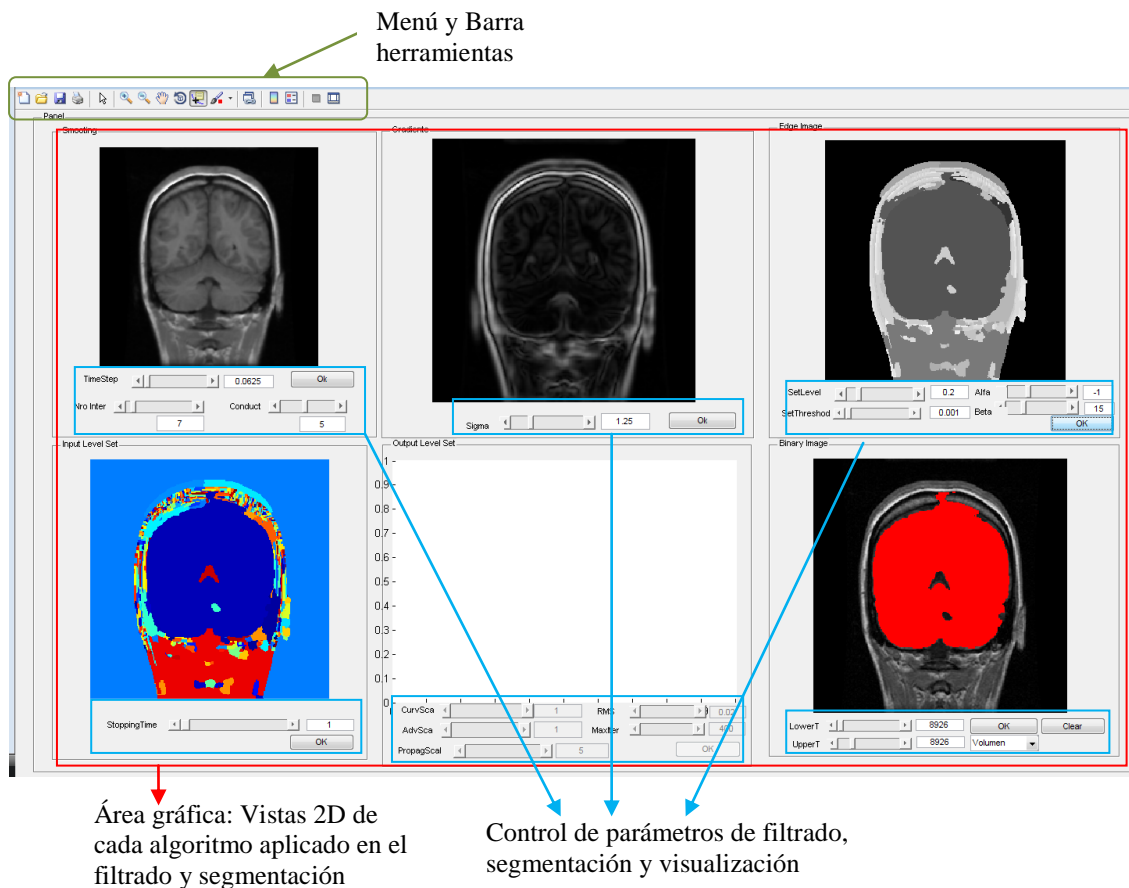 Menú y Barra
herramientas
Panel
Smooting
Gradiente
Edge Image
TimeStep
0.0625
Ok
Nro Inter
Conduct
7
5
Sigma
1.25
Ok
SetLevel
0.2
Alfa
-1
SetThreshod
0.001
Beta
15
OK
Input Level Set
Output Level Set
Binary Image
1
0.9
0.8
0.7
0.6
0.5
0.4
0.3
0.2
0.1
0
StoppingTime
1
OK
CurvSca
1
RMS
0.02
AdvSca
1
MaxIter
400
PropagScal
5
OK
LowerT
8926
OK
Clear
UpperT
8926
Volumen
Área gráfica: Vistas 2D de
cada algoritmo aplicado en el
filtrado y segmentación
Control de parámetros de filtrado,
segmentación y visualización